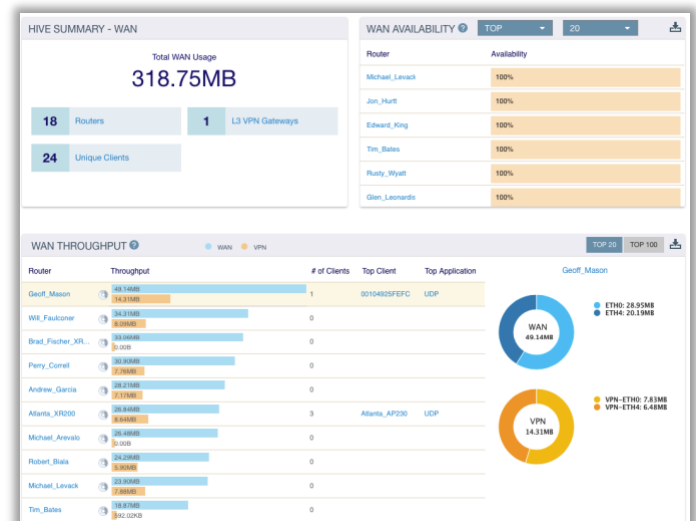 HIVE SUMMARY - WAN
Total WAN Usage
318.75MB
18 Routers
1 L3 VPN Gateways
24 Unique Clients
WAN AVAILABILITY ?
TOP
20
Router Availability
Michael_Levack 100%
Jon_Hurtt 100%
Edward_King 100%
Tim_Bates 100%
Rusty_Wyatt 100%
Glen_Leonardis 100%
WAN THROUGHPUT ?
WAN VPN
TOP 20 TOP 100
Router Throughput # of Clients Top Client Top Application
Geoff_Mason 49.14MB 1 00104925FEFC UDP
14.31MB
Will_Faulconer 34.31MB 0
8.09MB
Brad_Fischer_XR... 33.06MB 0
0.00B
Perry_Correll 30.90MB 0
7.76MB
Andrew_Garcia 28.21MB 0
7.17MB
Atlanta_XR200 26.84MB 3 Atlanta_AP230 UDP
8.64MB
Michael_Arevalo 26.48MB 0
0.00B
Robert_Biala 24.29MB 0
5.90MB
Michael_Levack 23.90MB 0
7.88MB
Tim_Bates 18.87MB 0
592.02KB
Geoff_Mason
ETH0: 28.95MB
ETH4: 20.19MB
WAN
49.14MB
VPN-ETH0: 7.83MB
VPN-ETH4: 6.48MB
VPN
14.31MB